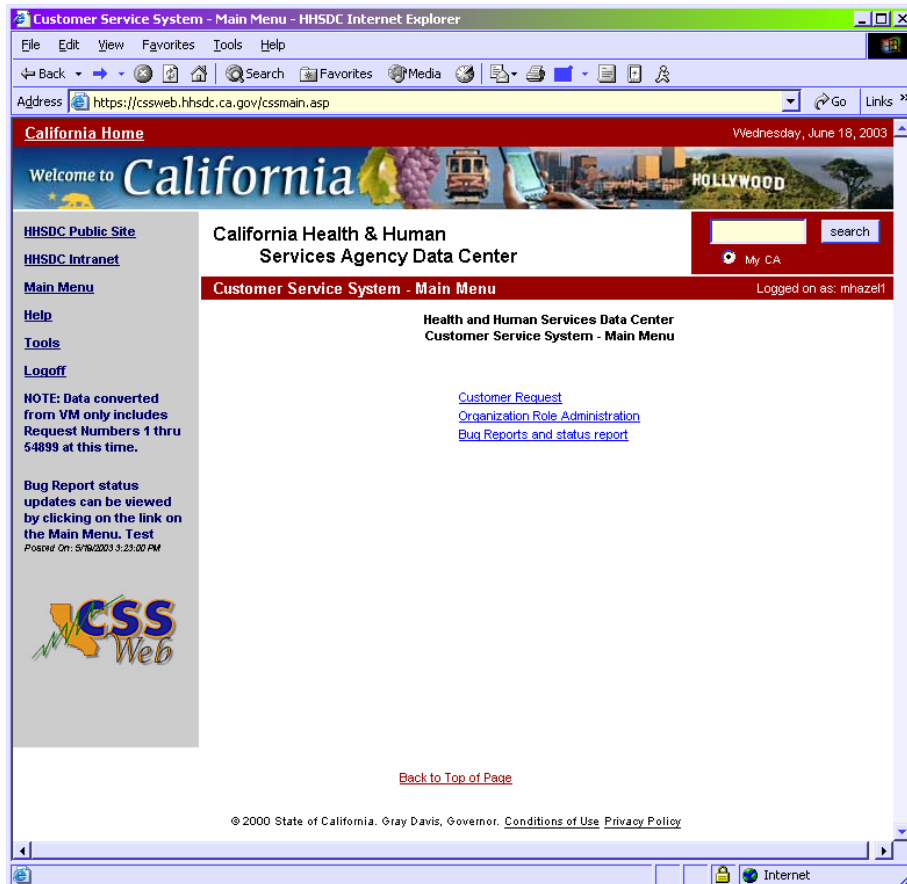 Customer Service System - Main Menu - HHSDC Internet Explorer
File Edit View Favorites Tools Help
Back Search Favorites Media
Address https://cssweb.hhsdc.ca.gov/cssmain.asp Go Links »
California Home Wednesday, June 18, 2003
Welcome to California HOLLYWOOD
HHSDC Public Site
HHSDC Intranet
Main Menu
Help
Tools
Logoff
NOTE: Data converted
from VM only includes
Request Numbers 1 thru
54899 at this time.
Bug Report status
updates can be viewed
by clicking on the link on
the Main Menu. Test
Posted On: 5/19/2003 3:23:00 PM
CSS
Web
California Health & Human
Services Agency Data Center
search
My CA
Customer Service System - Main Menu Logged on as: mhazel1
Health and Human Services Data Center
Customer Service System - Main Menu
Customer Request
Organization Role Administration
Bug Reports and status report
Back to Top of Page
© 2000 State of California. Gray Davis, Governor. Conditions of Use Privacy Policy
Internet